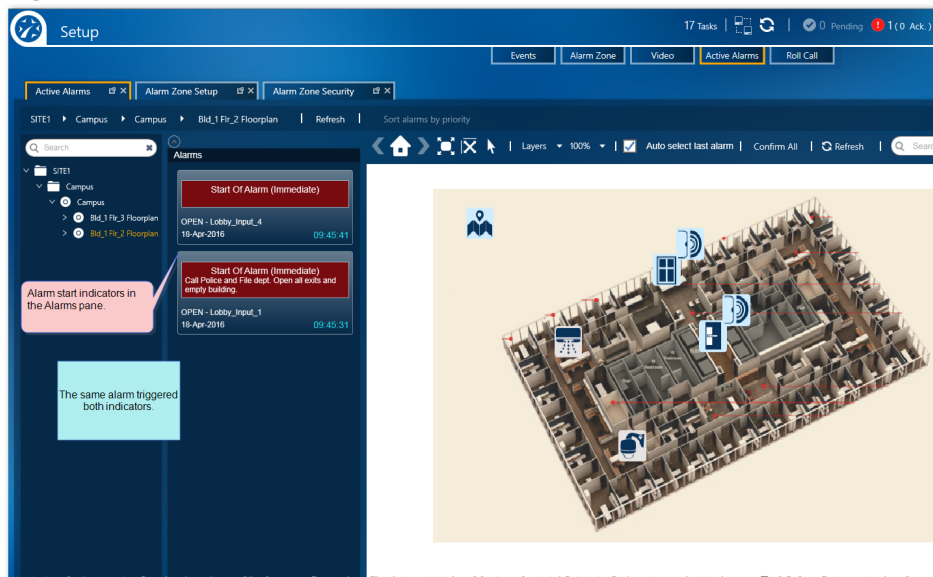 Setup
17 Tasks
0 Pending
1 ( 0 Ack. )
Events
Alarm Zone
Video
Active Alarms
Roll Call
Active Alarms
Alarm Zone Setup
Alarm Zone Security
SITE1
Campus
Campus
Bld_1 Flr_2 Floorplan
Refresh
Sort alarms by priority
Search
Alarms
Layers
100%
Auto select last alarm
Confirm All
Refresh
SITE1
Campus
Campus
Bld_1 Flr_3 Floorplan
Bld_1 Flr_2 Floorplan
Start Of Alarm (Immediate)
OPEN - Lobby_Input_4
18-Apr-2016
09:45:41
Start Of Alarm (Immediate)
Call Police and File dept. Open all exits and
empty building.
OPEN - Lobby_Input_1
18-Apr-2016
09:45:31
Alarm start indicators in
the Alarms pane.
The same alarm triggered
both indicators.